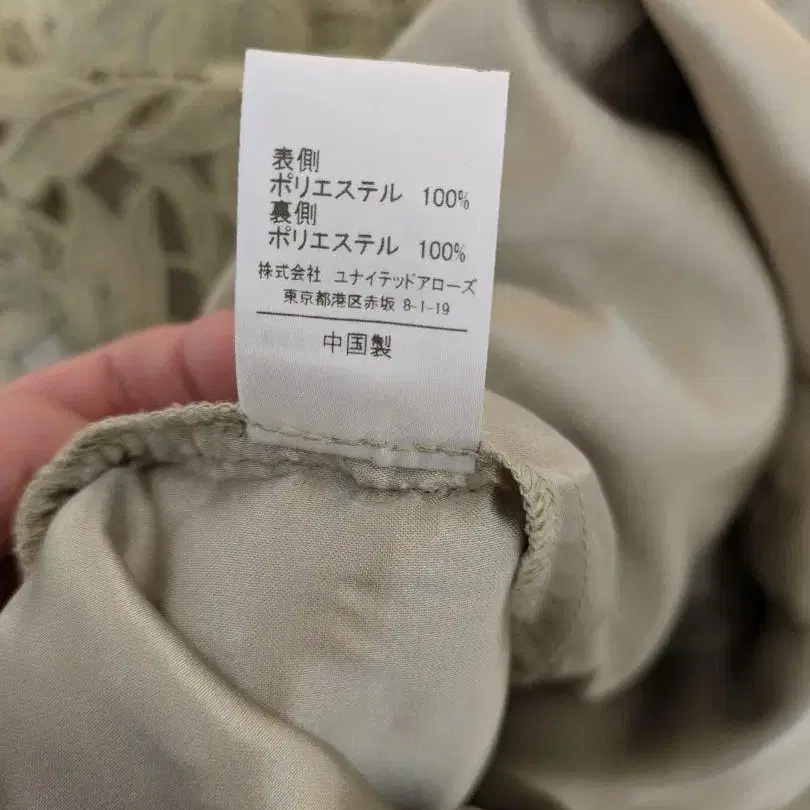 表側
ポリエステル 100%
裏側
ポリエステル 100%
株式会社 ユナイテッドアローズ
東京都港区赤坂 8-1-19
中国製